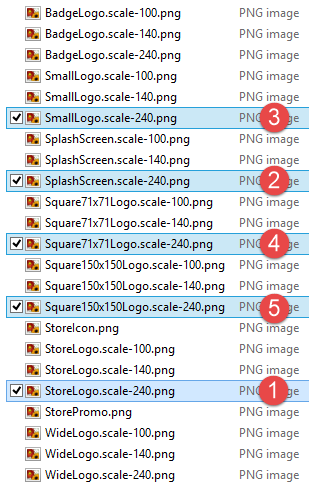 BadgeLogo.scale-100.png PNG image
BadgeLogo.scale-140.png PNG image
BadgeLogo.scale-240.png PNG image
SmallLogo.scale-100.png PNG image
SmallLogo.scale-140.png PNG image
SmallLogo.scale-240.png PNG image 3
SplashScreen.scale-100.png PNG image
SplashScreen.scale-140.png PNG image
SplashScreen.scale-240.png PNG image 2
Square71x71Logo.scale-100.png PNG image
Square71x71Logo.scale-140.png PNG image
Square71x71Logo.scale-240.png PNG image 4
Square150x150Logo.scale-100.png PNG image
Square150x150Logo.scale-140.png PNG image
Square150x150Logo.scale-240.png PNG image 5
StoreIcon.png PNG image
StoreLogo.scale-100.png PNG image
StoreLogo.scale-140.png PNG image
StoreLogo.scale-240.png PNG image 1
StorePromo.png PNG image
WideLogo.scale-100.png PNG image
WideLogo.scale-140.png PNG image
WideLogo.scale-240.png PNG image